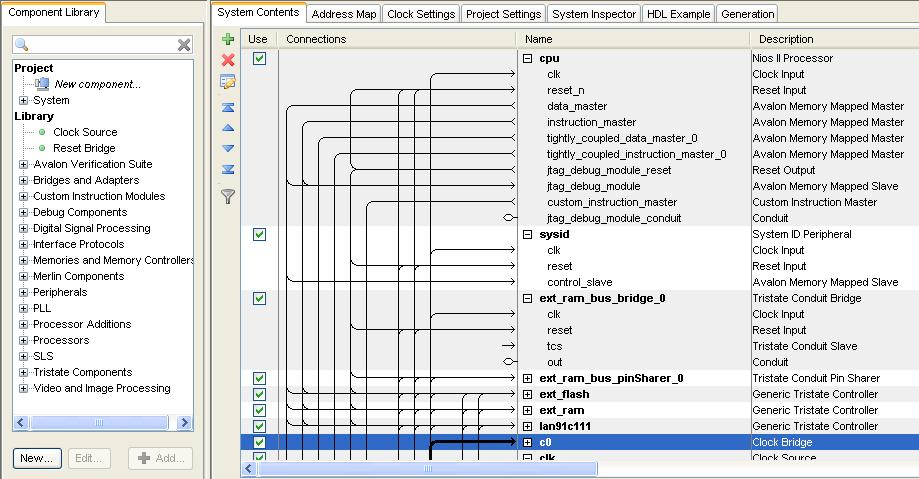 Component Library
Project
New component...
System
Library
Clock Source
Reset Bridge
Avalon Verification Suite
Bridges and Adapters
Custom Instruction Modules
Debug Components
Digital Signal Processing
Interface Protocols
Memories and Memory Controllers
Merlin Components
Peripherals
PLL
Processor Additions
Processors
SLS
Tristate Components
Video and Image Processing
New... Edit... Add...
System Contents Address Map Clock Settings Project Settings System Inspector HDL Example Generation
Use Connections Name Description
cpu Nios II Processor
clk Clock Input
reset_n Reset Input
data_master Avalon Memory Mapped Master
instruction_master Avalon Memory Mapped Master
tightly_coupled_data_master_0 Avalon Memory Mapped Master
tightly_coupled_instruction_master_0 Avalon Memory Mapped Master
jtag_debug_module_reset Reset Output
jtag_debug_module Avalon Memory Mapped Slave
custom_instruction_master Custom Instruction Master
jtag_debug_module_conduit Conduit
sysid System ID Peripheral
clk Clock Input
reset Reset Input
control_slave Avalon Memory Mapped Slave
ext_ram_bus_bridge_0 Tristate Conduit Bridge
clk Clock Input
reset Reset Input
tcs Tristate Conduit Slave
out Conduit
ext_ram_bus_pinSharer_0 Tristate Conduit Pin Sharer
ext_flash Generic Tristate Controller
ext_ram Generic Tristate Controller
lan91c111 Generic Tristate Controller
c0 Clock Bridge
clk Clock Source